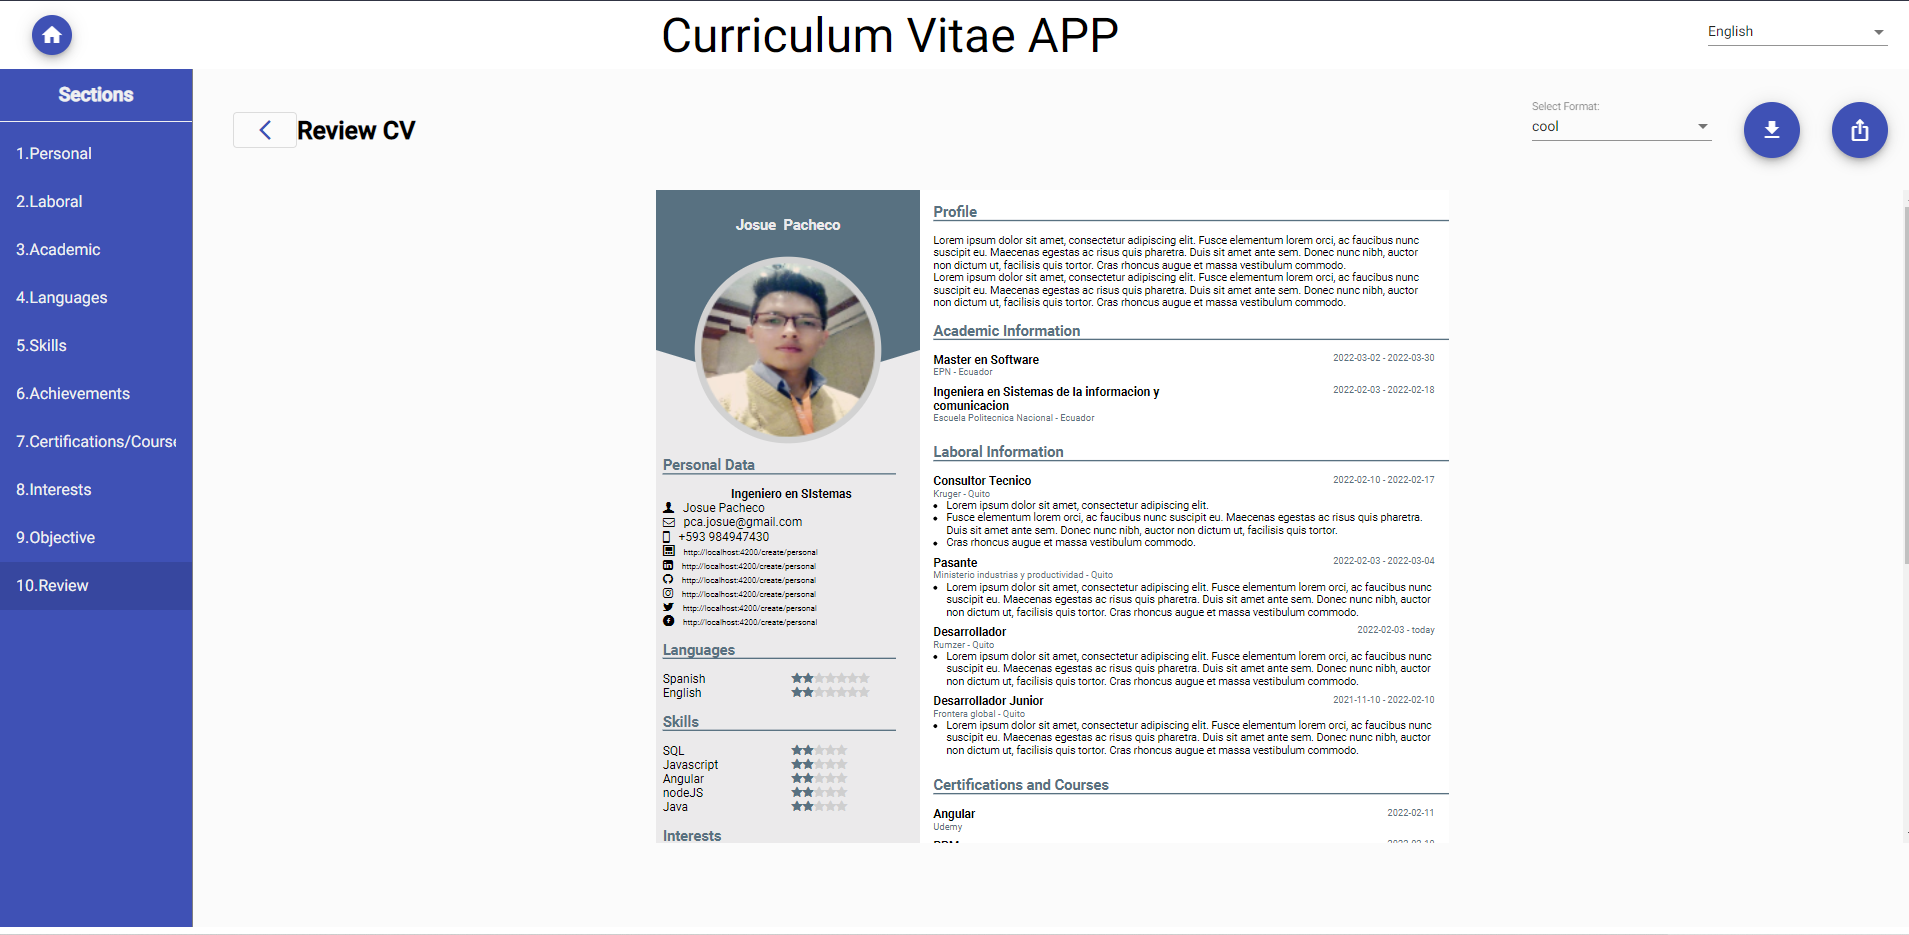 Curriculum Vitae APP
English
Sections
1.Personal
2.Laboral
3.Academic
4.Languages
5.Skills
6.Achievements
7.Certifications/Course
8.Interests
9.Objective
10.Review
Review CV
Select Format:
cool
Josue Pacheco
Personal Data
Ingeniero en SIstemas
Josue Pacheco
pca.josue@gmail.com
+593 984947430
http://localhost:4200/create/personal
http://localhost:4200/create/personal
http://localhost:4200/create/personal
http://localhost:4200/create/personal
http://localhost:4200/create/personal
http://localhost:4200/create/personal
Languages
Spanish
English
Skills
SQL
Javascript
Angular
nodeJS
Java
Interests
Profile
Lorem ipsum dolor sit amet, consectetur adipiscing elit. Fusce elementum lorem orci, ac faucibus nunc
suscipit eu. Maecenas egestas ac risus quis pharetra. Duis sit amet ante sem. Donec nunc nibh, auctor
non dictum ut, facilisis quis tortor. Cras rhoncus augue et massa vestibulum commodo.
Lorem ipsum dolor sit amet, consectetur adipiscing elit. Fusce elementum lorem orci, ac faucibus nunc
suscipit eu. Maecenas egestas ac risus quis pharetra. Duis sit amet ante sem. Donec nunc nibh, auctor
non dictum ut, facilisis quis tortor. Cras rhoncus augue et massa vestibulum commodo.
Academic Information
Master en Software 2022-03-02 - 2022-03-30
EPN - Ecuador
Ingeniera en Sistemas de la informacion y 2022-02-03 - 2022-02-18
comunicacion
Escuela Politecnica Nacional - Ecuador
Laboral Information
Consultor Tecnico 2022-02-10 - 2022-02-17
Kruger - Quito
• Lorem ipsum dolor sit amet, consectetur adipiscing elit.
• Fusce elementum lorem orci, ac faucibus nunc suscipit eu. Maecenas egestas ac risus quis pharetra.
Duis sit amet ante sem. Donec nunc nibh, auctor non dictum ut, facilisis quis tortor.
• Cras rhoncus augue et massa vestibulum commodo.
Pasante 2022-02-03 - 2022-03-04
Ministerio industrias y productividad - Quito
• Lorem ipsum dolor sit amet, consectetur adipiscing elit. Fusce elementum lorem orci, ac faucibus nunc
suscipit eu. Maecenas egestas ac risus quis pharetra. Duis sit amet ante sem. Donec nunc nibh, auctor
non dictum ut, facilisis quis tortor. Cras rhoncus augue et massa vestibulum commodo.
Desarrollador 2022-02-03 - today
Rumzer - Quito
• Lorem ipsum dolor sit amet, consectetur adipiscing elit. Fusce elementum lorem orci, ac faucibus nunc
suscipit eu. Maecenas egestas ac risus quis pharetra. Duis sit amet ante sem. Donec nunc nibh, auctor
non dictum ut, facilisis quis tortor. Cras rhoncus augue et massa vestibulum commodo.
Desarrollador Junior 2021-11-10 - 2022-02-10
Frontera global - Quito
• Lorem ipsum dolor sit amet, consectetur adipiscing elit. Fusce elementum lorem orci, ac faucibus nunc
suscipit eu. Maecenas egestas ac risus quis pharetra. Duis sit amet ante sem. Donec nunc nibh, auctor
non dictum ut, facilisis quis tortor. Cras rhoncus augue et massa vestibulum commodo.
Certifications and Courses
Angular 2022-02-11
Udemy